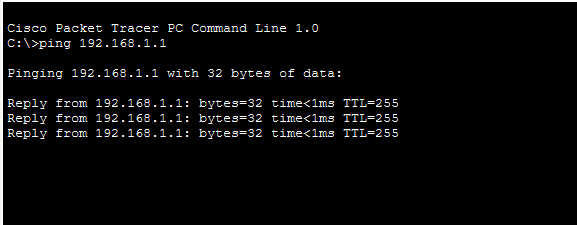 Cisco Packet Tracer PC Command Line 1.0
C:\>ping 192.168.1.1
Pinging 192.168.1.1 with 32 bytes of data:
Reply from 192.168.1.1: bytes=32 time<1ms TTL=255
Reply from 192.168.1.1: bytes=32 time<1ms TTL=255
Reply from 192.168.1.1: bytes=32 time<1ms TTL=255